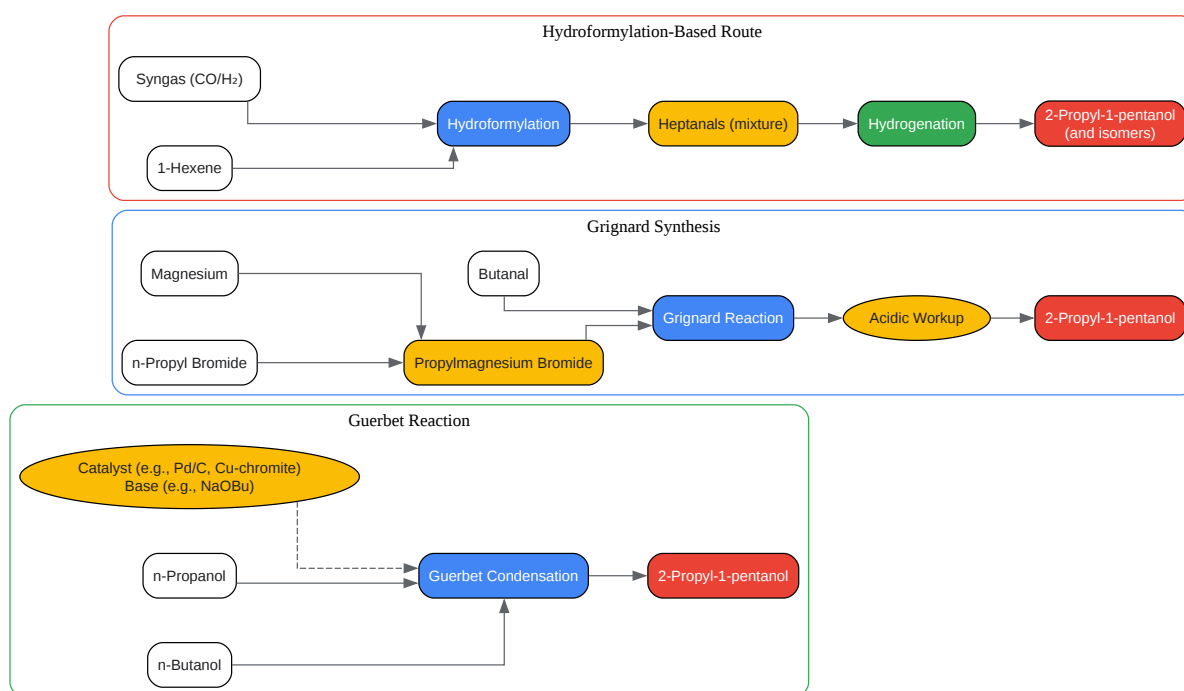 Hydroformylation-Based Route
Syngas (CO/H₂)
Hydroformylation
Heptanals (mixture)
Hydrogenation
2-Propyl-1-pentanol
(and isomers)
1-Hexene
Grignard Synthesis
Magnesium
Butanal
Grignard Reaction
Acidic Workup
2-Propyl-1-pentanol
n-Propyl Bromide
Propylmagnesium Bromide
Guerbet Reaction
Catalyst (e.g., Pd/C, Cu-chromite)
Base (e.g., NaOBu)
n-Propanol
Guerbet Condensation
2-Propyl-1-pentanol
n-Butanol